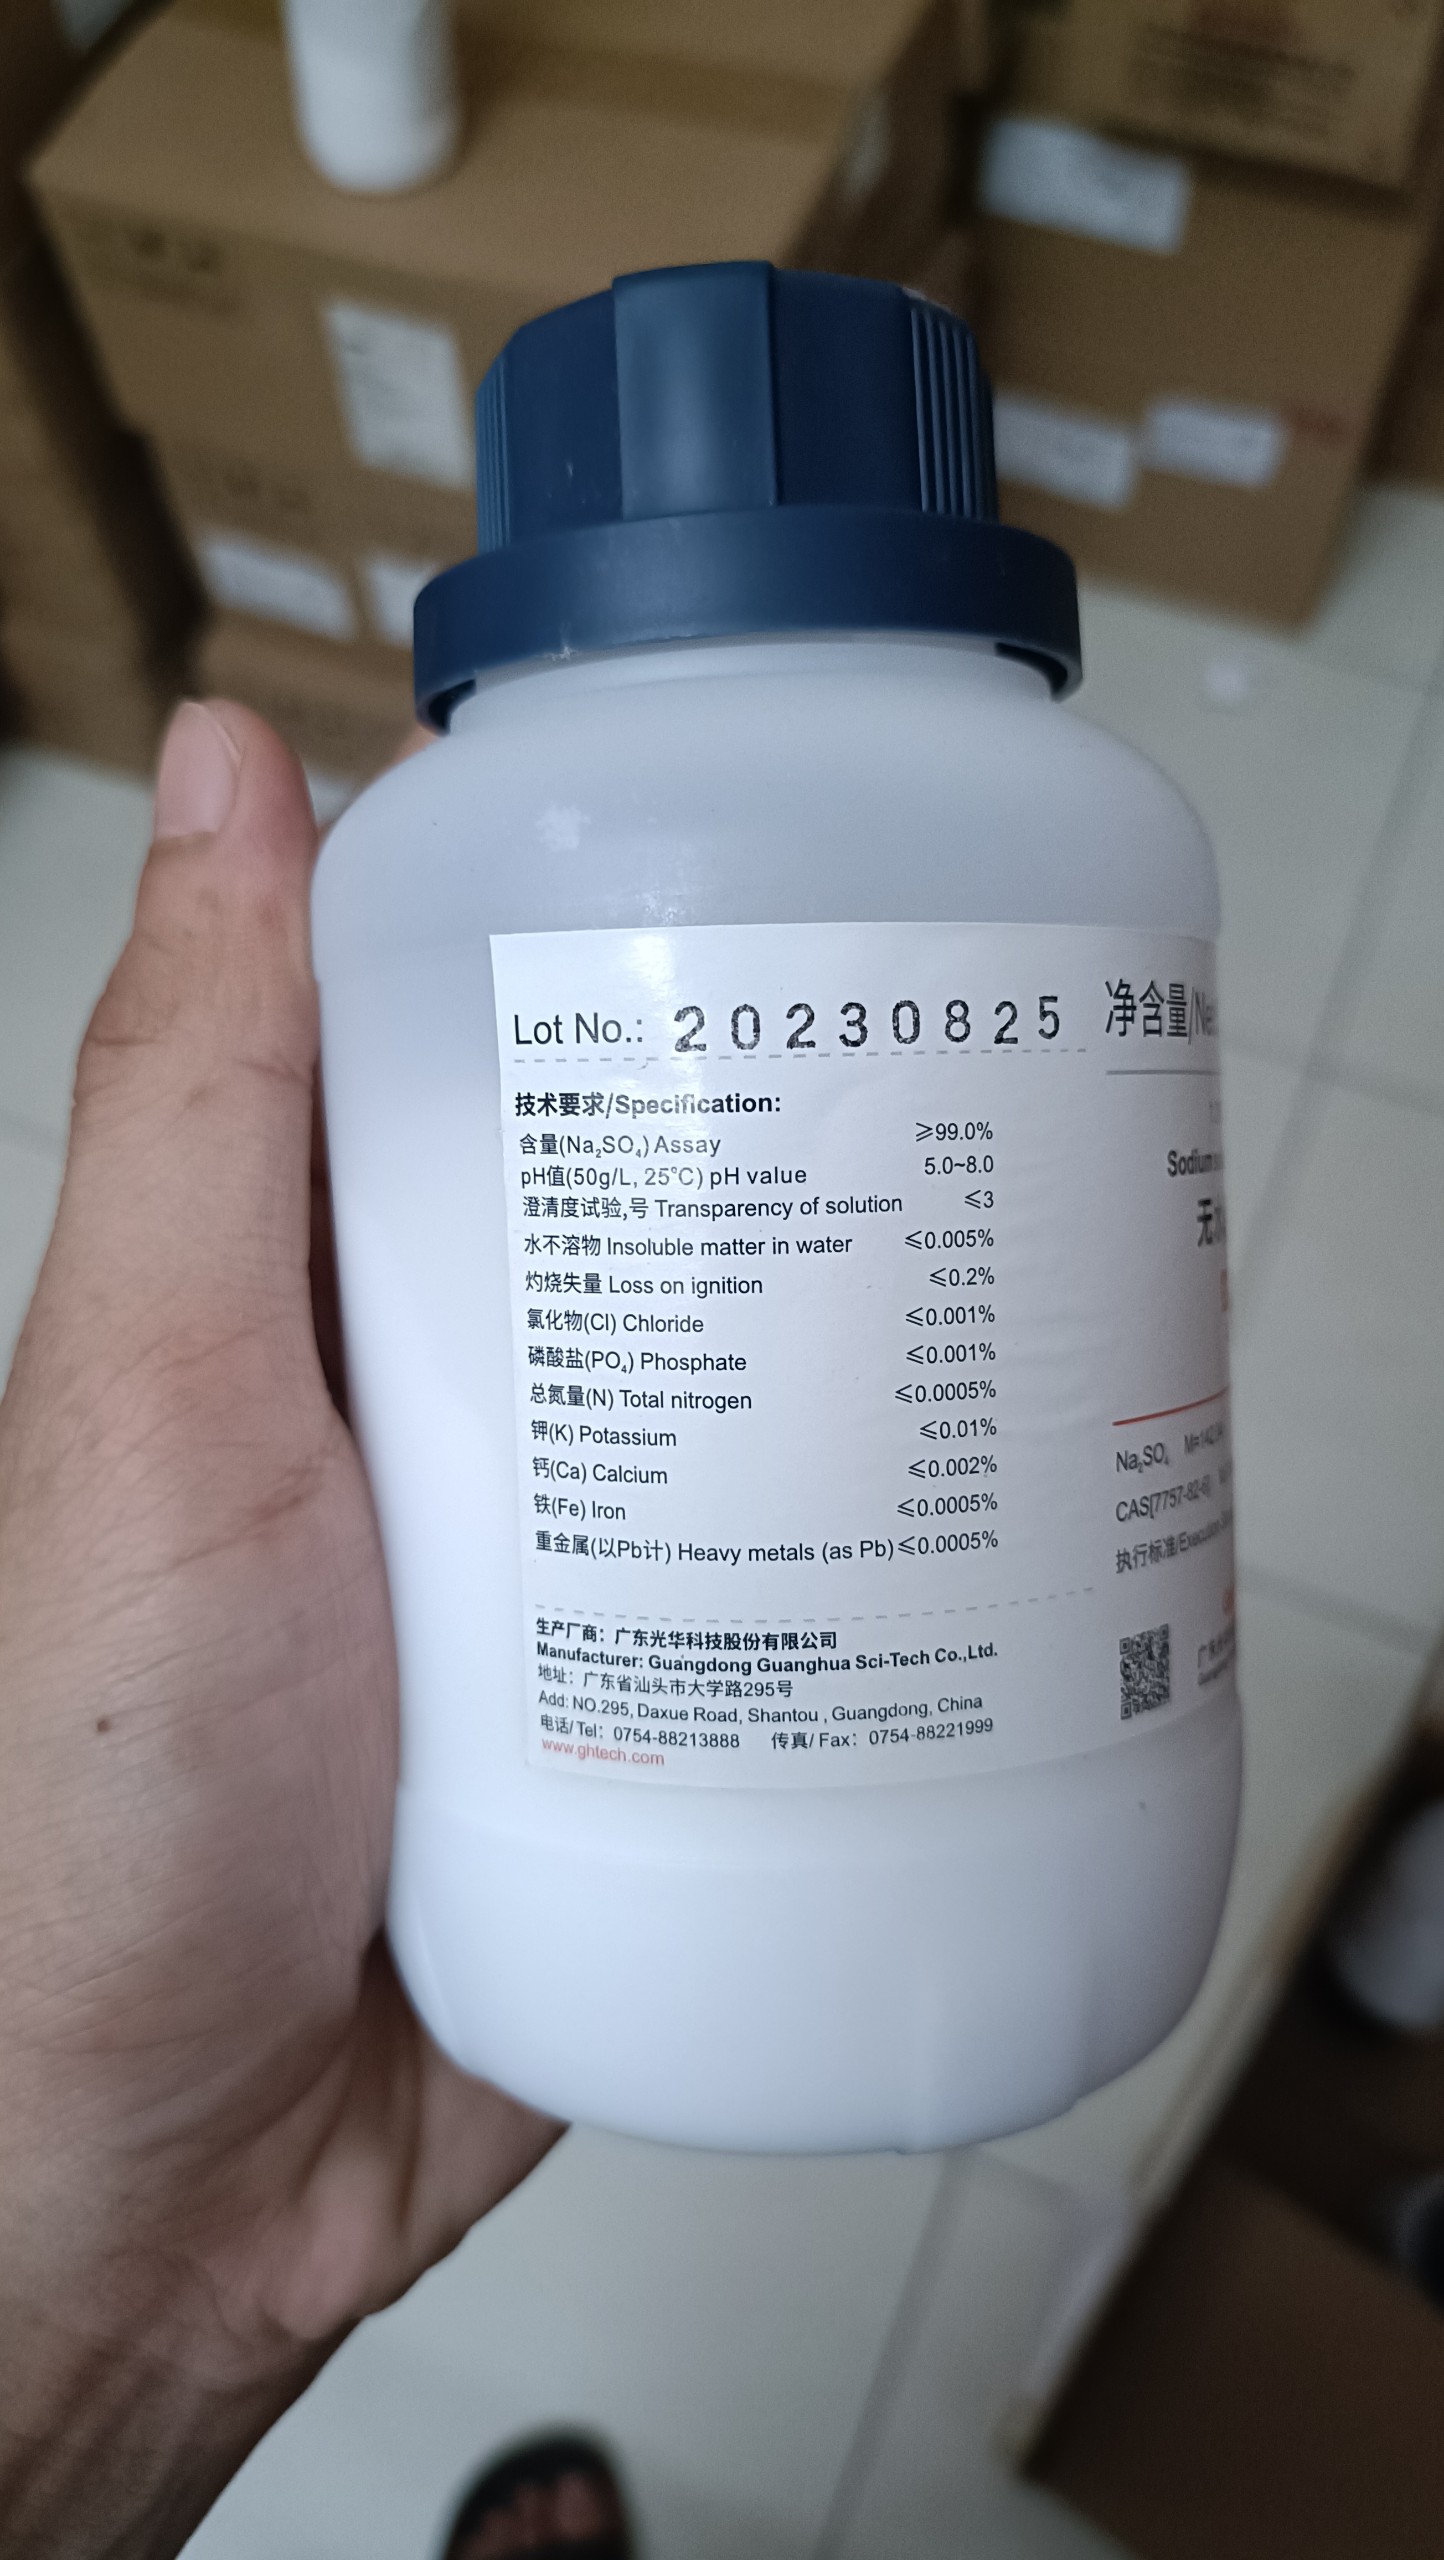 Lot No.: 20230825
技术要求/Specification:
含量(Na₂SO₄) Assay ≥99.0%
pH值(50g/L, 25℃) pH value 5.0~8.0
澄清度试验,号 Transparency of solution ≤3
水不溶物 Insoluble matter in water ≤0.005%
灼烧失量 Loss on ignition ≤0.2%
氯化物(Cl) Chloride ≤0.001%
磷酸盐(PO₄) Phosphate ≤0.001%
总氮量(N) Total nitrogen ≤0.0005%
钾(K) Potassium ≤0.01%
钙(Ca) Calcium ≤0.002%
铁(Fe) Iron ≤0.0005%
重金属(以Pb计) Heavy metals (as Pb) ≤0.0005%
生产厂商：广东光华科技股份有限公司
Manufacturer: Guangdong Guanghua Sci-Tech Co.,Ltd.
地址：广东省汕头市大学路295号
Add: NO.295, Daxue Road, Shantou , Guangdong, China
电话/ Tel：0754-88213888 传真/ Fax：0754-88221999
www.ghtech.com
净含量/
Sodium
Na₂SO₄
CAS[7757-82-6]
执行标准/